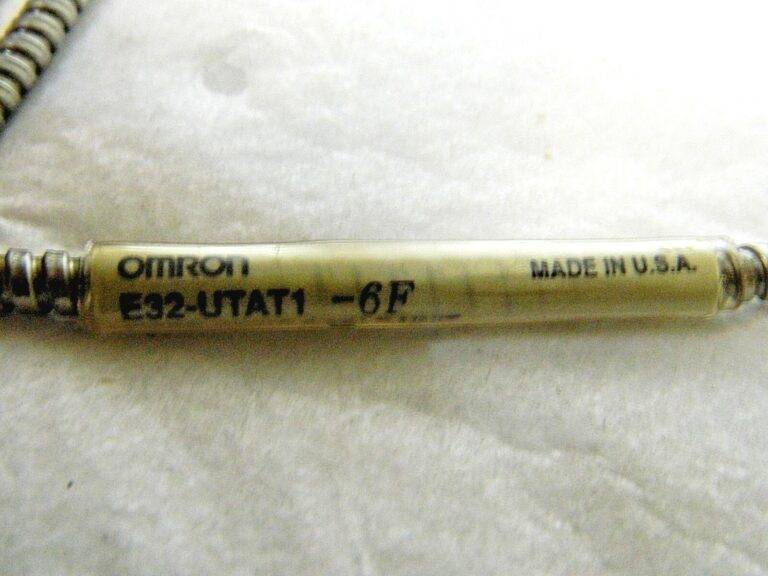 OMRON
E32-UTAT1 -6F
MADE IN U.S.A.